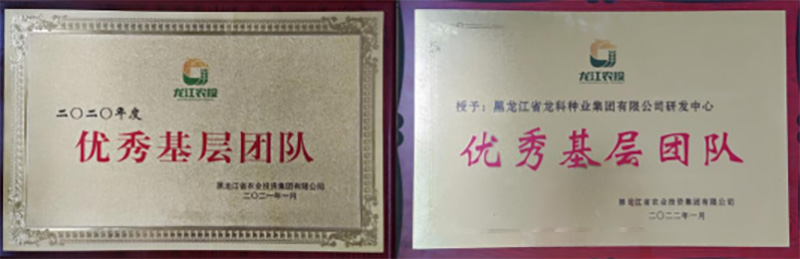 龙江农投
二〇二〇年度
优秀基层团队
黑龙江省农业投资集团有限公司
二〇二一年一月
龙江农投
授予：黑龙江省龙科种业集团有限公司研发中心
优秀基层团队
黑龙江省农业投资集团有限公司
二〇二二年一月